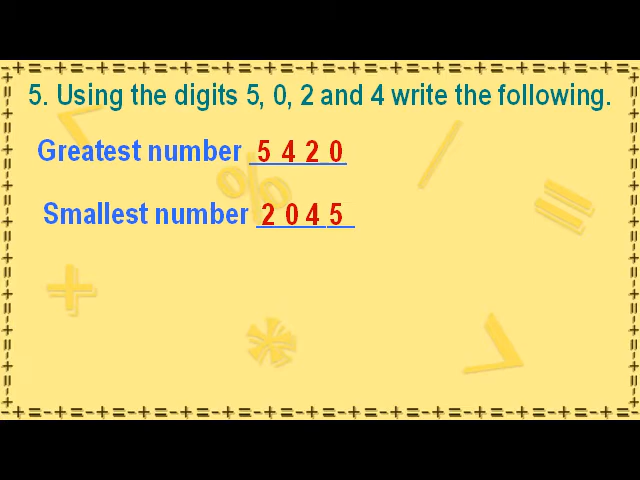 5. Using the digits 5, 0, 2 and 4 write the following.
Greatest number 5 4 2 0
Smallest number 2 0 4 5